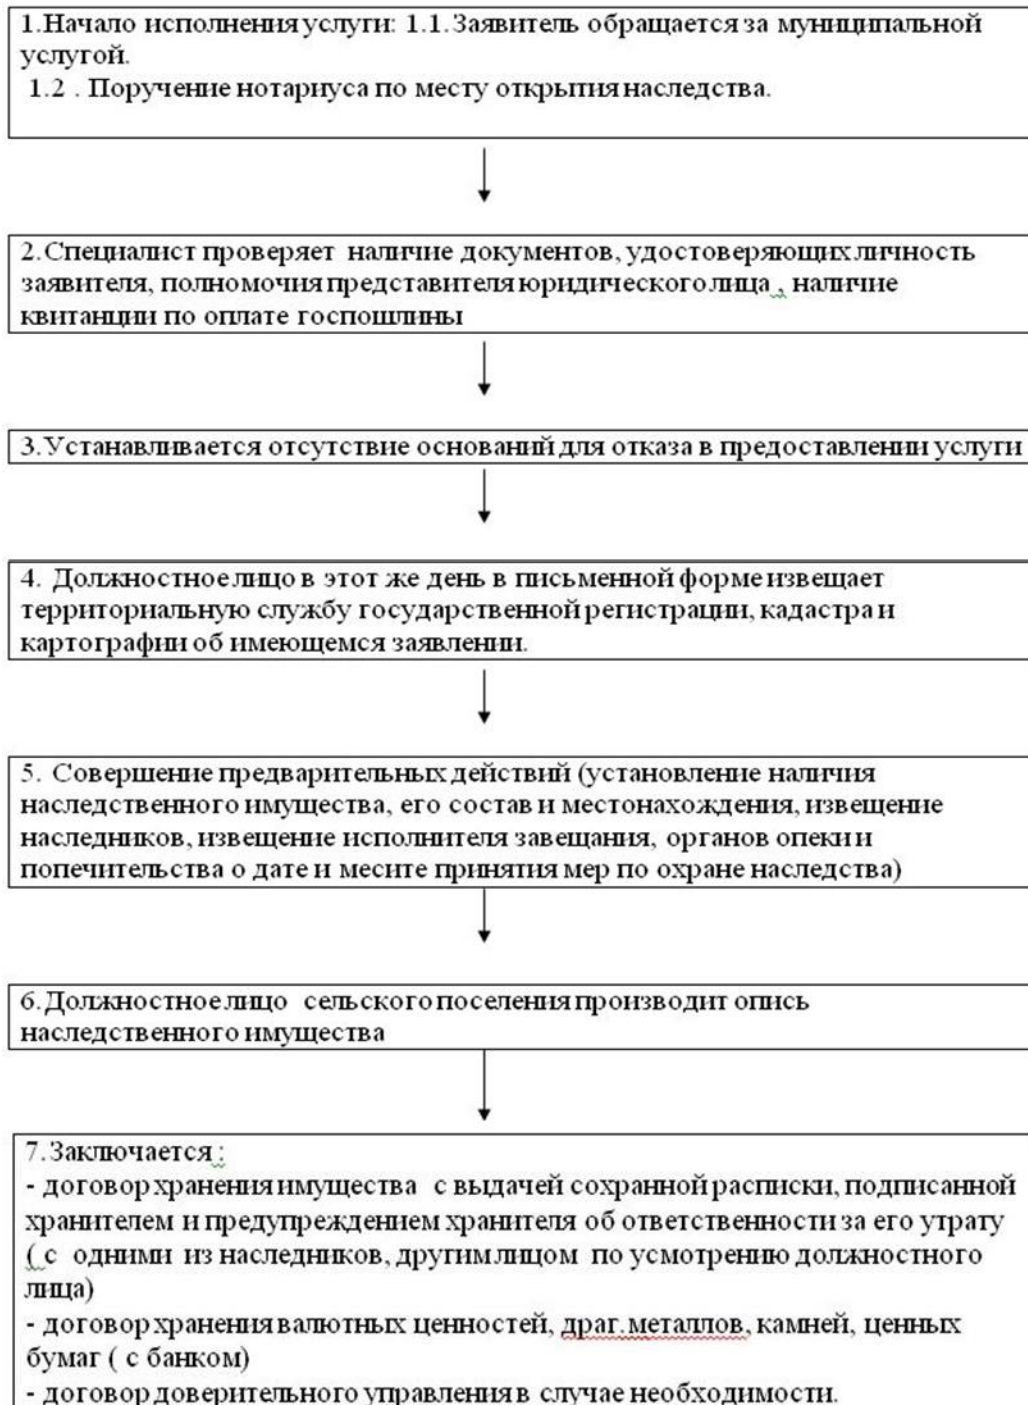 1.Начало исполнения услуги: 1.1.Заявитель обращается за муниципальной
услугой.
1.2 . Поручение нотариуса по месту открытия наследства.
2.Специалист проверяет наличие документов, удостоверяющих личность
заявителя, полномочия представителя юридического лица , наличие
квитанции по оплате госпошлины
3.Устанавливается отсутствие оснований для отказа в предоставлении услуги
4. Должностное лицо в этот же день в письменной форме извещает
территориальную службу государственной регистрации, кадастра и
картографии об имеющемся заявлении.
5. Совершение предварительных действий (установление наличия
наследственного имущества, его состав и местонахождения, извещение
наследников, извещение исполнителя завещания, органов опеки и
попечительства о дате и месите принятия мер по охране наследства)
6.Должностное лицо сельского поселения производит опись
наследственного имущества
7.Заключается :
- договор хранения имущества с выдачей сохранной расписки, подписанной
хранителем и предупреждением хранителя об ответственности за его утрату
( с одними из наследников, другим лицом по усмотрению должностного
лица)
- договор хранения валютных ценностей, драг.металлов, камней, ценных
бумаг ( с банком)
- договор доверительного управления в случае необходимости.